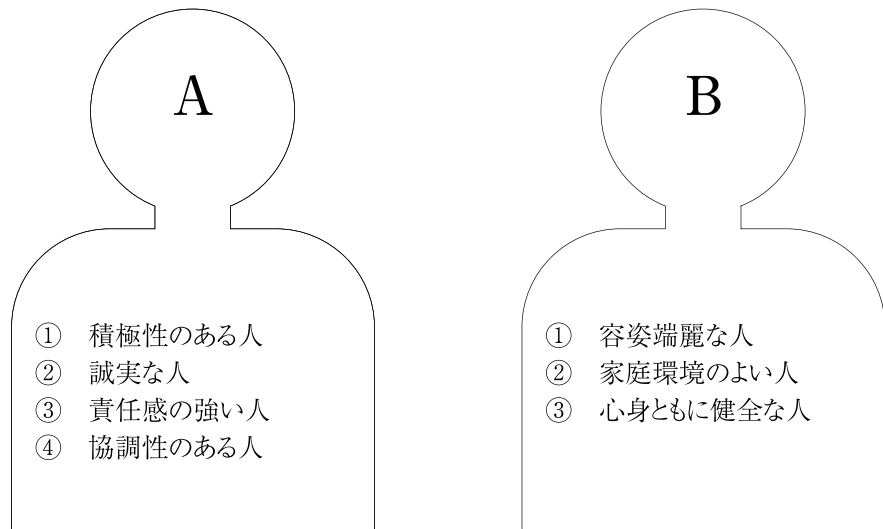 A
① 積極性のある人
② 誠実な人
③ 責任感の強い人
④ 協調性のある人
B
① 容姿端麗な人
② 家庭環境のよい人
③ 心身ともに健全な人